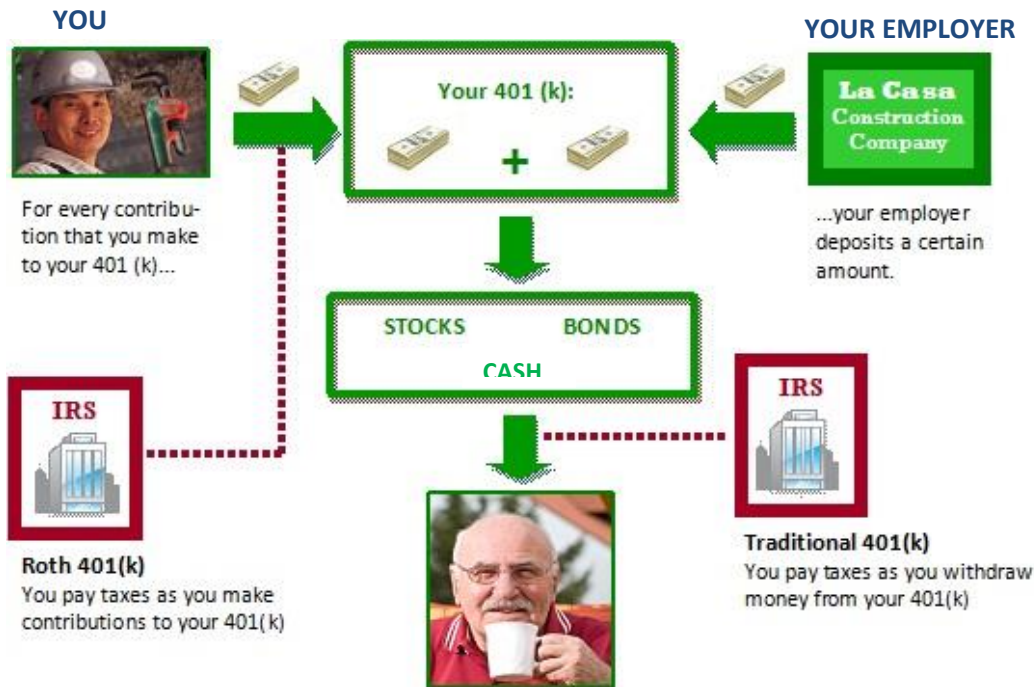 YOU
YOUR EMPLOYER
Your 401 (k):
+
La Casa
Construction
Company
For every contribu-
tion that you make
to your 401 (k)...
...your employer
deposits a certain
amount.
STOCKS BONDS
CASH
IRS
IRS
Roth 401(k)
You pay taxes as you make
contributions to your 401(k)
Traditional 401(k)
You pay taxes as you withdraw
money from your 401(k)